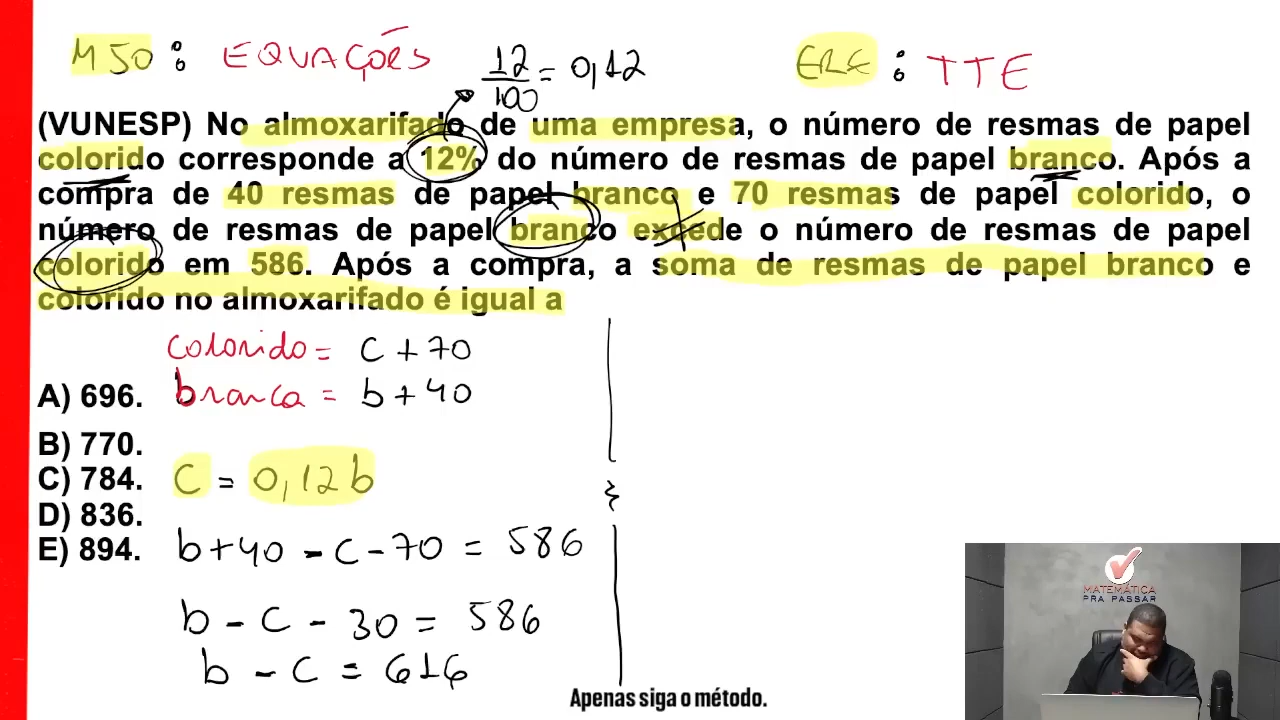 M50 : EQUAÇÕES 12/100 = 0,12 ERE : TTE
(VUNESP) No almoxarifado de uma empresa, o número de resmas de papel
colorido corresponde a 12% do número de resmas de papel branco. Após a
compra de 40 resmas de papel branco e 70 resmas de papel colorido, o
número de resmas de papel branco excede o número de resmas de papel
colorido em 586. Após a compra, a soma de resmas de papel branco e
colorido no almoxarifado é igual a
colorido = c + 70
A) 696. branca = b + 40
B) 770.
C) 784. C = 0,12b
D) 836.
E) 894. b + 40 - c - 70 = 586
b - c - 30 = 586
b - c = 616
MATEMÁTICA
PRA PASSAR
Apenas siga o método.